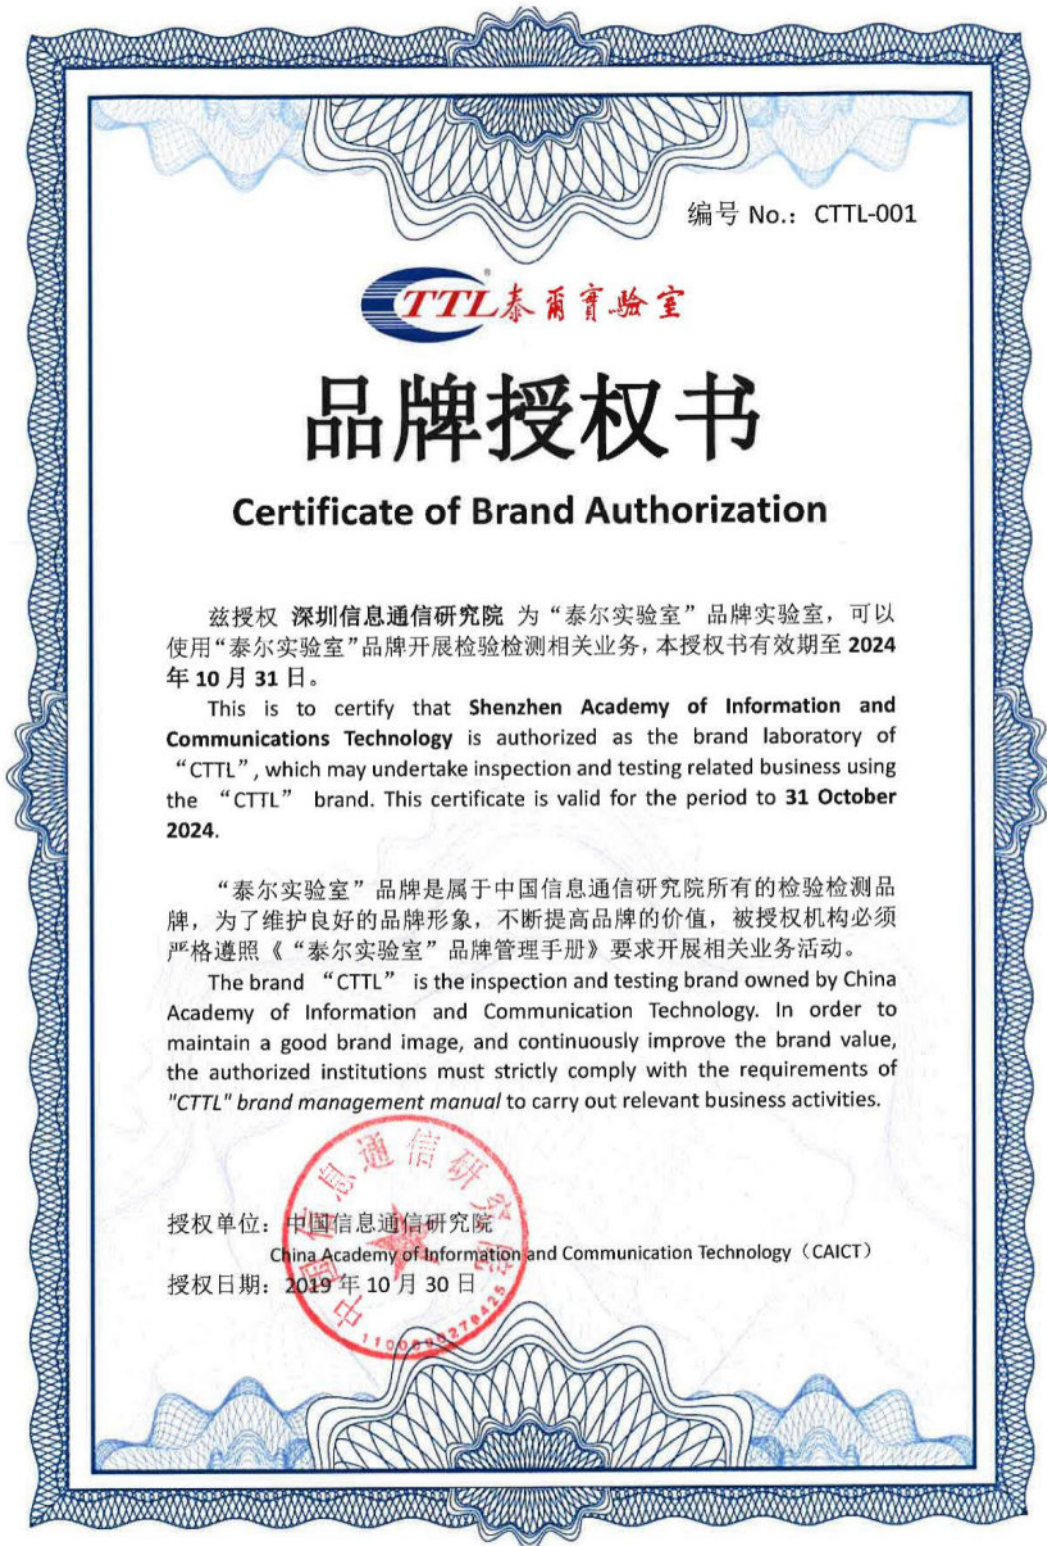 编号 No.： CTTL-001
CTTL ® 泰爾實驗室
品牌授权书
Certificate of Brand Authorization
兹授权 深圳信息通信研究院 为“泰尔实验室”品牌实验室，可以
使用“泰尔实验室”品牌开展检验检测相关业务，本授权书有效期至 2024
年 10 月 31 日。
This is to certify that Shenzhen Academy of Information and
Communications Technology is authorized as the brand laboratory of
“CTTL”, which may undertake inspection and testing related business using
the “CTTL” brand. This certificate is valid for the period to 31 October
2024.
“泰尔实验室”品牌是属于中国信息通信研究院所有的检验检测品
牌，为了维护良好的品牌形象，不断提高品牌的价值，被授权机构必须
严格遵照《“泰尔实验室”品牌管理手册》要求开展相关业务活动。
The brand “CTTL” is the inspection and testing brand owned by China
Academy of Information and Communication Technology. In order to
maintain a good brand image, and continuously improve the brand value,
the authorized institutions must strictly comply with the requirements of
"CTTL" brand management manual to carry out relevant business activities.
授权单位：中国信息通信研究院
China Academy of Information and Communication Technology（CAICT）
授权日期：2019 年 10 月 30 日
中国信息通信研究院